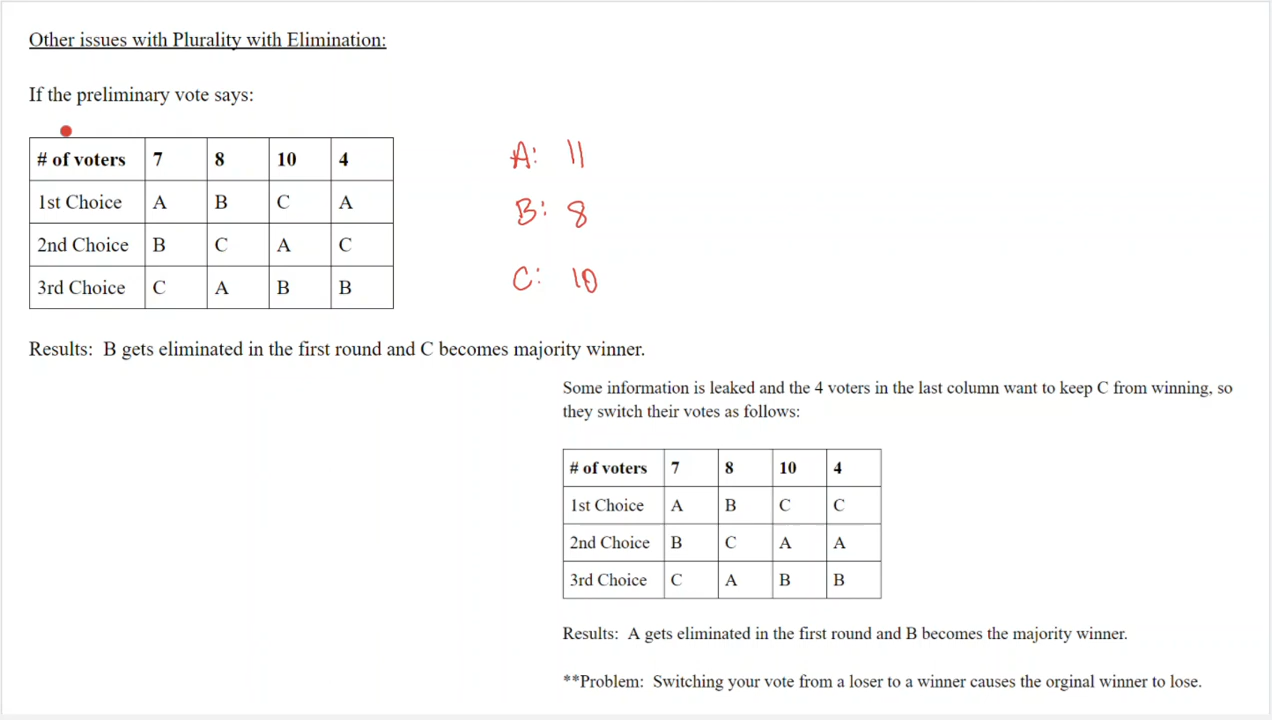 Other issues with Plurality with Elimination:
If the preliminary vote says:
# of voters 7 8 10 4
1st Choice A B C A
2nd Choice B C A C
3rd Choice C A B B
A: 11
B: 8
C: 10
Results: B gets eliminated in the first round and C becomes majority winner.
Some information is leaked and the 4 voters in the last column want to keep C from winning, so
they switch their votes as follows:
# of voters 7 8 10 4
1st Choice A B C C
2nd Choice B C A A
3rd Choice C A B B
Results: A gets eliminated in the first round and B becomes the majority winner.
**Problem: Switching your vote from a loser to a winner causes the orginal winner to lose.